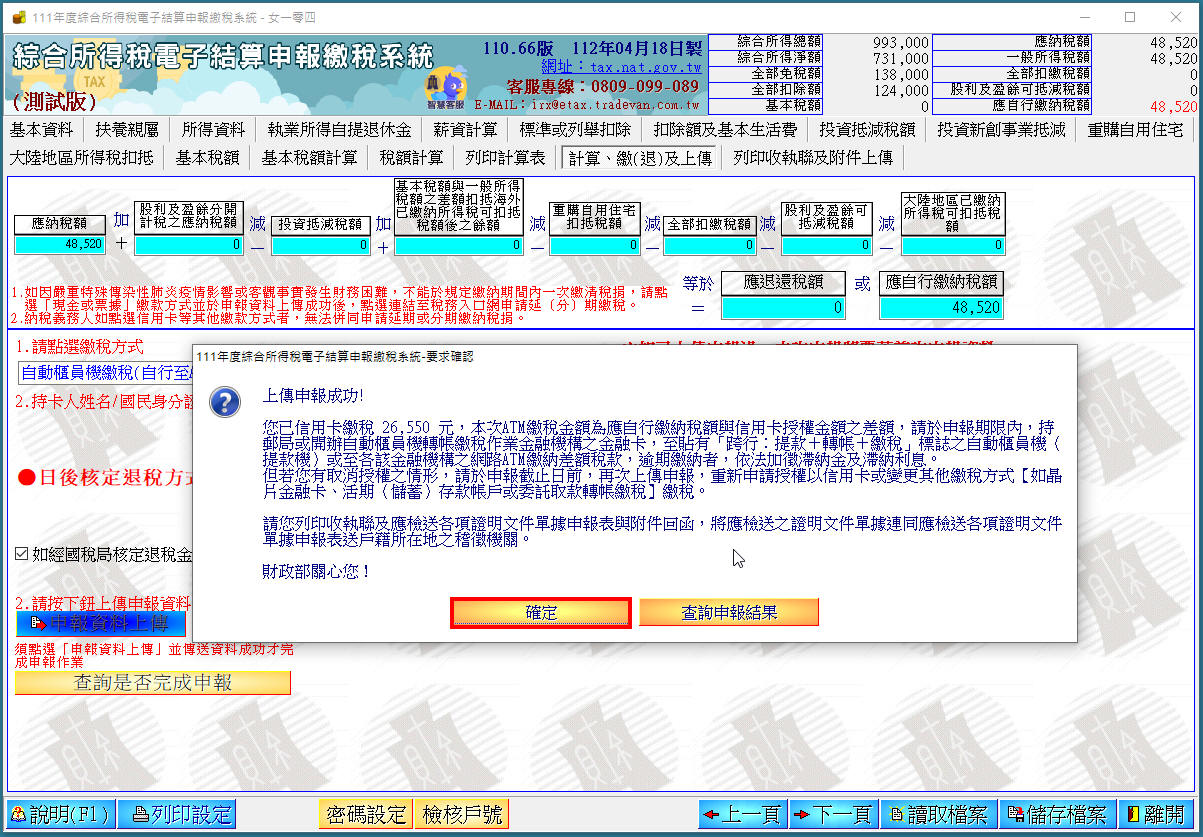 111年度綜合所得稅電子結算申報繳稅系統 - 女一零四
綜合所得稅電子結算申報繳稅系統
(測試版)
TAX
智慧客服
110.66版 112年04月18日製
網址：tax.nat.gov.tw
客服專線：0809-099-089
E-MAIL：irx@etax.tradevan.com.tw
綜合所得總額 993,000 應納稅額 48,520
綜合所得淨額 731,000 一般所得稅額 48,520
全部免稅額 138,000 全部扣繳稅額 0
全部扣除額 124,000 股利及盈餘可抵減稅額 0
基本稅額 0 應自行繳納稅額 48,520
基本資料 扶養親屬 所得資料 執業所得自提退休金 薪資計算 標準或列舉扣除 扣除額及基本生活費 投資抵減稅額 投資新創事業抵減 重購自用住宅
大陸地區所得稅扣抵 基本稅額 基本稅額計算 稅額計算 列印計算表 計算、繳(退)及上傳 列印收執聯及附件上傳
應納稅額
48,520
加
＋
股利及盈餘分開
計稅之應納稅額
0
減
－
投資抵減稅額
0
加
＋
基本稅額與一般所得
稅額之差額扣抵海外
已繳納所得稅可扣抵
稅額後之餘額
0
減
－
重購自用住宅
扣抵稅額
0
減
－
全部扣繳稅額
0
減
－
股利及盈餘可
抵減稅額
0
減
－
大陸地區已繳納
所得稅可扣抵稅
額
0
等於
＝
應退還稅額
0
或
應自行繳納稅額
48,520
1.如因嚴重特殊傳染性肺炎疫情影響或客觀事實發生財務困難，不能於規定繳納期間內一次繳清稅捐，請點
選「現金或票據」繳款方式並於申報資料上傳成功後，點選連結至稅務入口網申請延（分）期繳稅。
2.納稅義務人如點選信用卡等其他繳款方式者，無法併同申請延期或分期繳納稅捐。
1.請點選繳稅方式
自動櫃員機繳稅(自行至
2.持卡人姓名/國民身分
●日後核定退稅方式
☑如經國稅局核定退稅金
2.請按下鈕上傳申報資料
申報資料上傳
須點選「申報資料上傳」並傳送資料成功才完
成申報作業
查詢是否完成申報
111年度綜合所得稅電子結算申報繳稅系統-要求確認
上傳申報成功!
您已信用卡繳稅 26,550 元，本次ATM繳稅金額為應自行繳納稅額與信用卡授權金額之差額，請於申報期限內，持
郵局或開辦自動櫃員機轉帳繳稅作業金融機構之金融卡，至貼有「跨行：提款＋轉帳＋繳稅」標誌之自動櫃員機（
提款機）或至各該金融機構之網路ATM繳納差額稅款，逾期繳納者，依法加徵滯納金及滯納利息。
但若您有取消授權之情形，請於申報截止日前，再次上傳申報，重新申請授權以信用卡或變更其他繳稅方式【如晶
片金融卡、活期（儲蓄）存款帳戶或委託取款轉帳繳稅】繳稅。
請您列印收執聯及應檢送各項證明文件單據申報表與附件回函，將應檢送之證明文件單據連同應檢送各項證明文件
單據申報表送戶籍所在地之稽徵機關。
財政部關心您！
確定 查詢申報結果
說明(F1) 列印設定 密碼設定 檢核戶號 上一頁 下一頁 讀取檔案 儲存檔案 離開